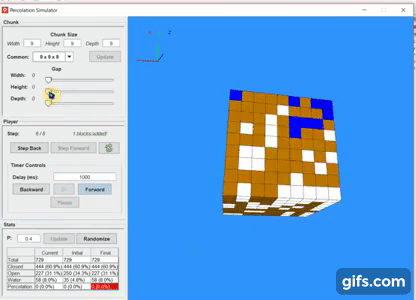 Percolation Simulator
Chunk
Chunk Size
Width 9 Height 9 Depth 9
Common: 9 x 9 x 9 Update
Gap
Width: 0
Height: 0
Depth: 0
Player
Step: 6 / 6 1 blocks added!
Step Back Step Forward
Timer Controls
Delay (ms): 1000
Backward Forward
Pause
Stats
P: 0.4 Update Randomize
Current Initial Final
Total 729 729 729
Closed 444 (60.9%) 444 (60.9%) 444 (60.9%)
Open 227 (31.1%) 250 (34.3%) 227 (31.1%)
Water 58 (8.0%) 35 (4.8%) 58 (8.0%)
Percolation 0 (0.0%) 0 (0.0%) 0 (0.0%)
gifs.com